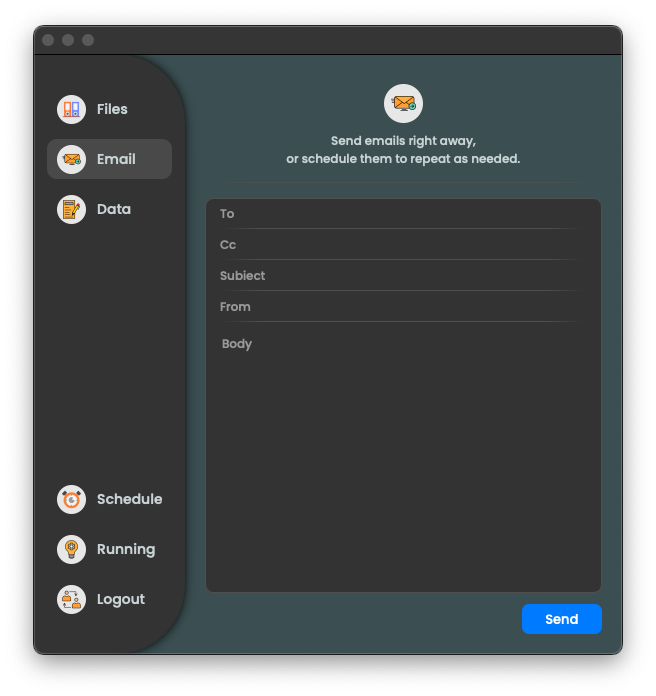 Files
Email
Data
Schedule
Running
Logout
Send emails right away,
or schedule them to repeat as needed.
To
Cc
Subject
From
Body
Send